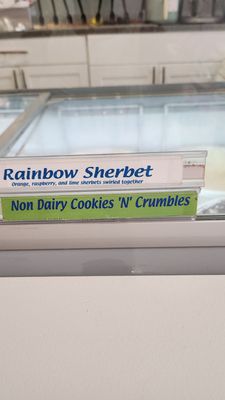 Rainbow Sherbet
Orange, raspberry, and lime sherbets swirled together
Non Dairy Cookies 'N' Crumbles